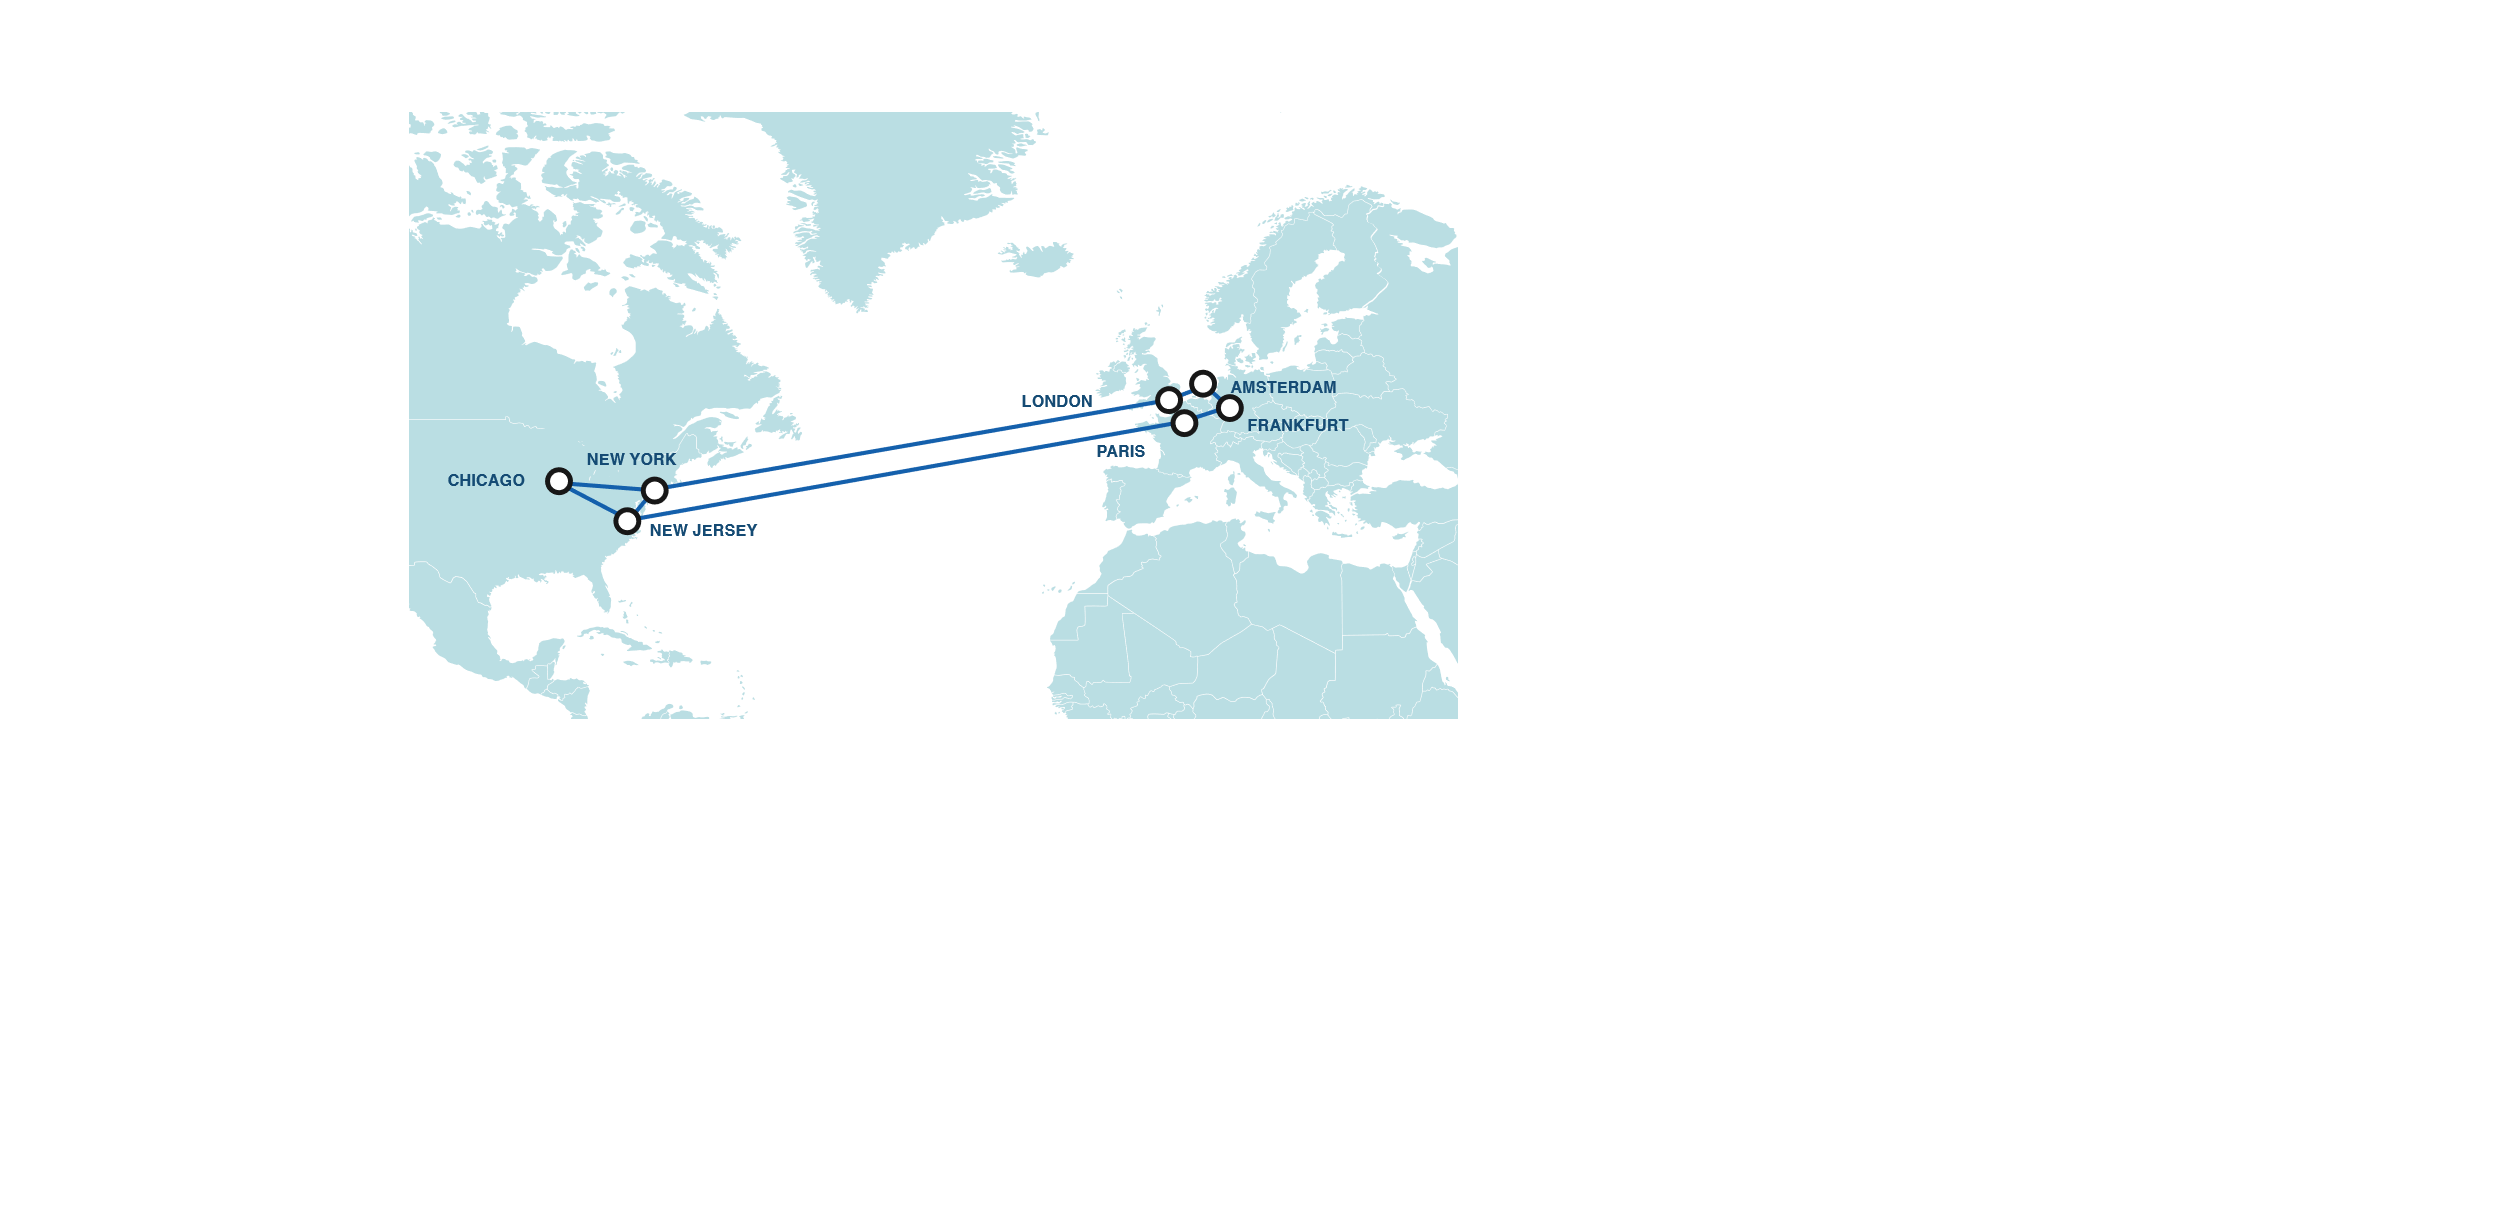 AMSTERDAM
LONDON
FRANKFURT
PARIS
NEW YORK
CHICAGO
NEW JERSEY